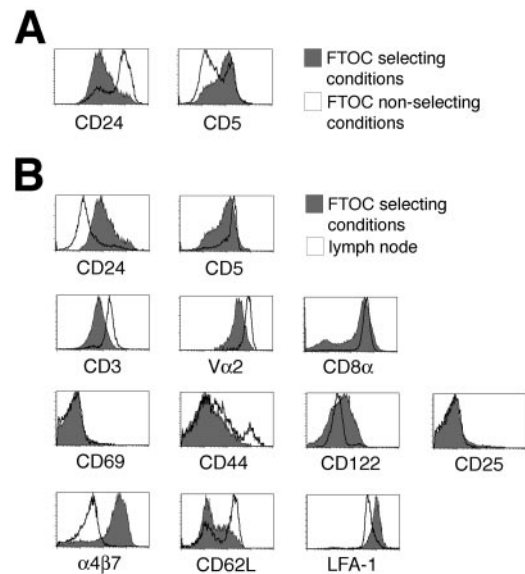 A
CD24
CD5
FTOC selecting
conditions
FTOC non-selecting
conditions
B
CD24
CD5
FTOC selecting
conditions
lymph node
CD3
Vα2
CD8α
CD69
CD44
CD122
CD25
α4β7
CD62L
LFA-1